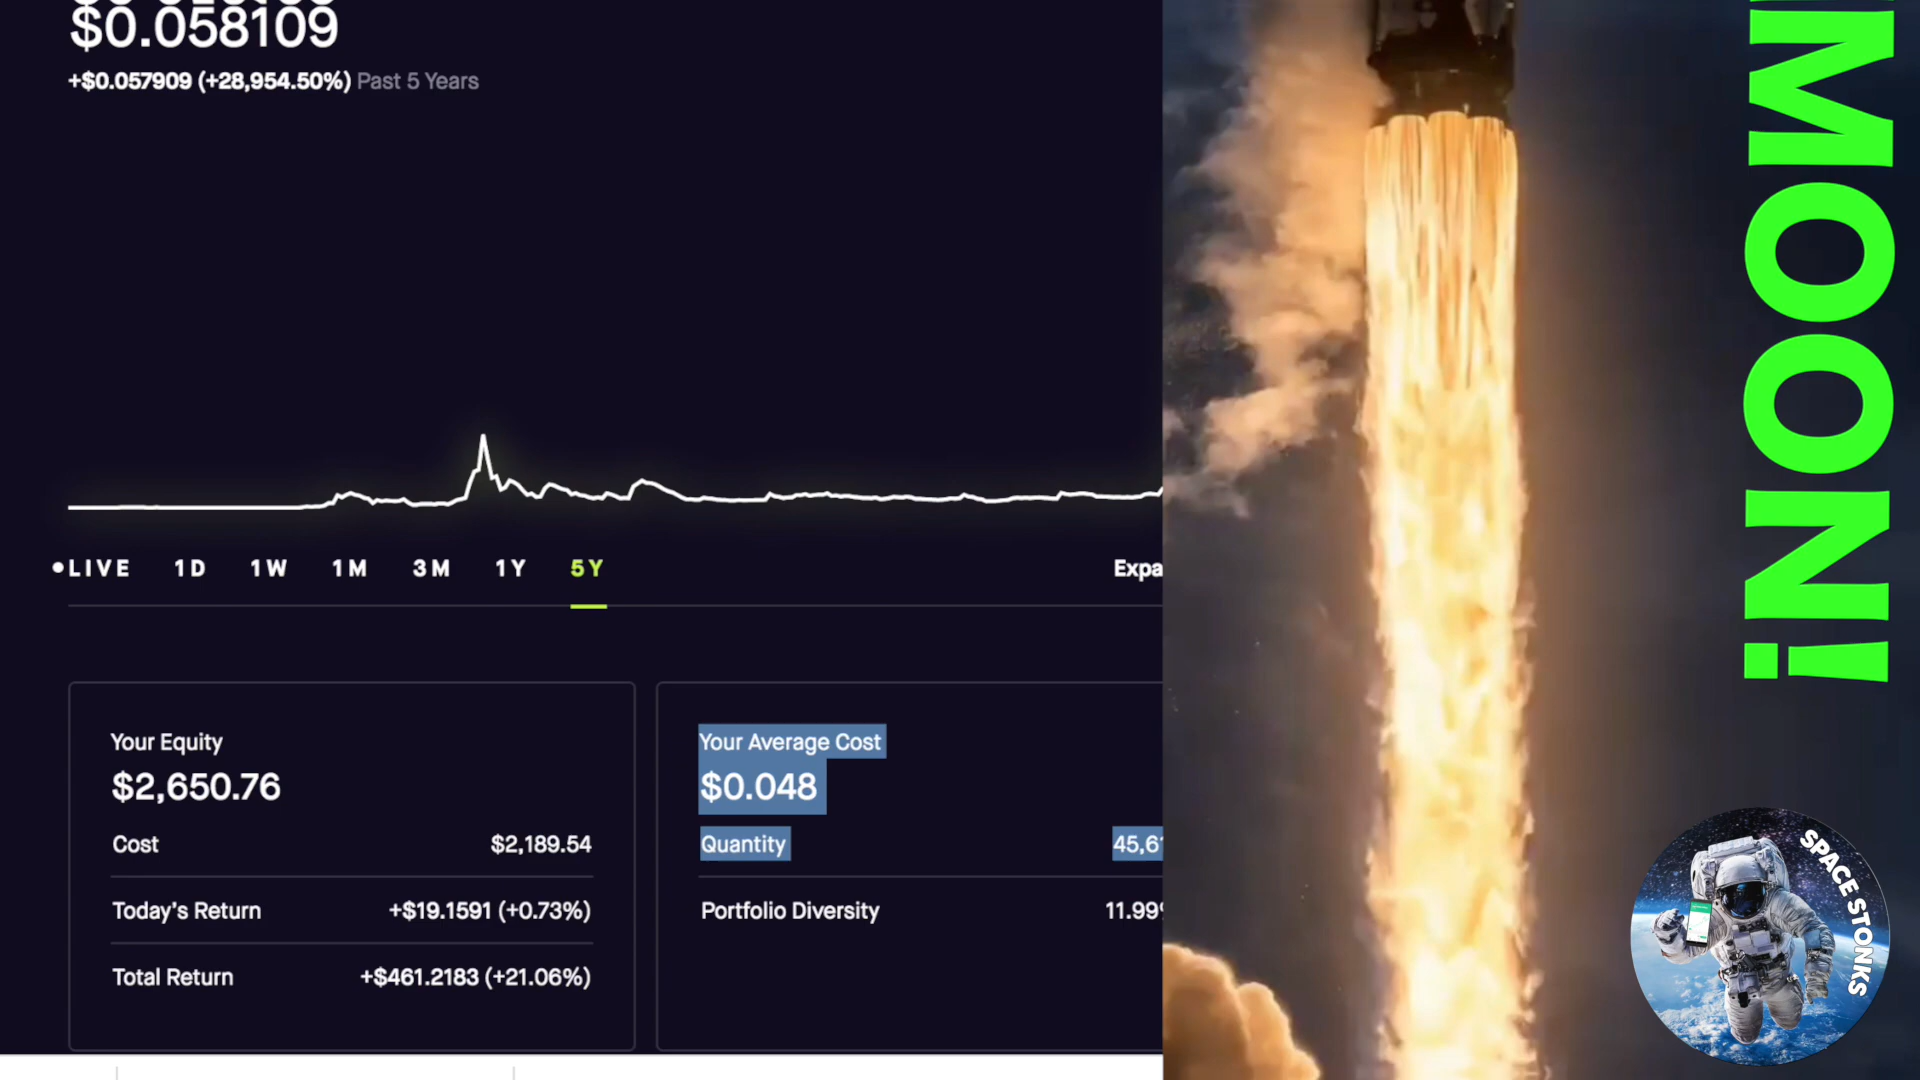 $0.058109
+$0.057909 (+28,954.50%) Past 5 Years
LIVE 1D 1W 1M 3M 1Y 5Y
Your Equity
$2,650.76
Cost $2,189.54
Today's Return +$19.1591 (+0.73%)
Total Return +$461.2183 (+21.06%)
Your Average Cost
$0.048
Quantity 45,61
Portfolio Diversity 11.99%
MOON!
SPACE STONKS